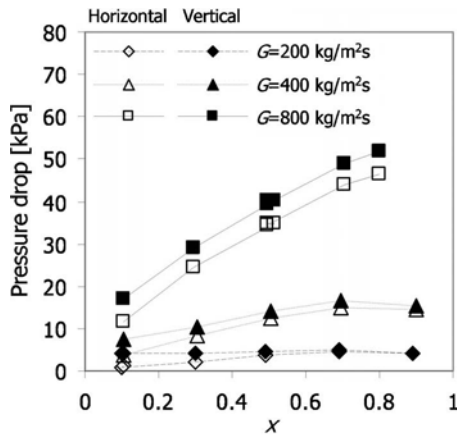 Horizontal Vertical
G=200 kg/m²s
G=400 kg/m²s
G=800 kg/m²s
Pressure drop [kPa]
80
70
60
50
40
30
20
10
0
0 0.2 0.4 0.6 0.8 1
x